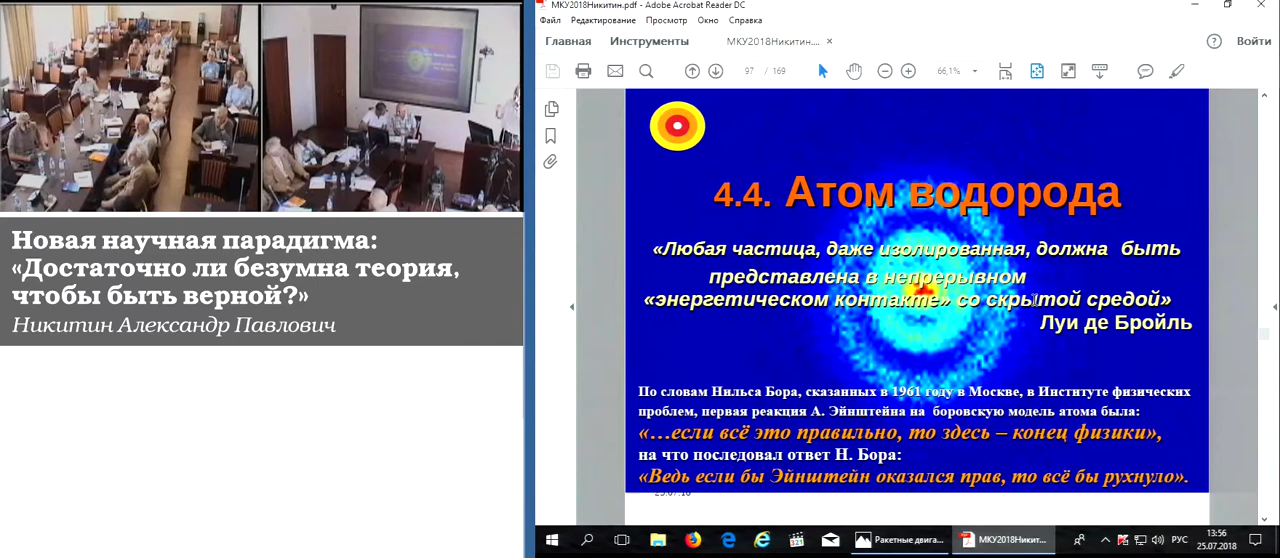 МКУ2018Никитин.pdf - Adobe Acrobat Reader DC
Файл Редактирование Просмотр Окно Справка
Главная Инструменты МКУ2018Никитин.... × Войти
97 / 169 66,1%
4.4. Атом водорода
«Любая частица, даже изолированная, должна быть
представлена в непрерывном
«энергетическом контакте» со скрытой средой»
Луи де Бройль
По словам Нильса Бора, сказанных в 1961 году в Москве, в Институте физических
проблем, первая реакция А. Эйнштейна на боровскую модель атома была:
«…если всё это правильно, то здесь – конец физики»,
на что последовал ответ Н. Бора:
«Ведь если бы Эйнштейн оказался прав, то всё бы рухнуло».
Новая научная парадигма:
«Достаточно ли безумна теория,
чтобы быть верной?»
Никитин Александр Павлович
Ракетные двига...
МКУ2018Никит...
РУС
13:56
25.07.2018